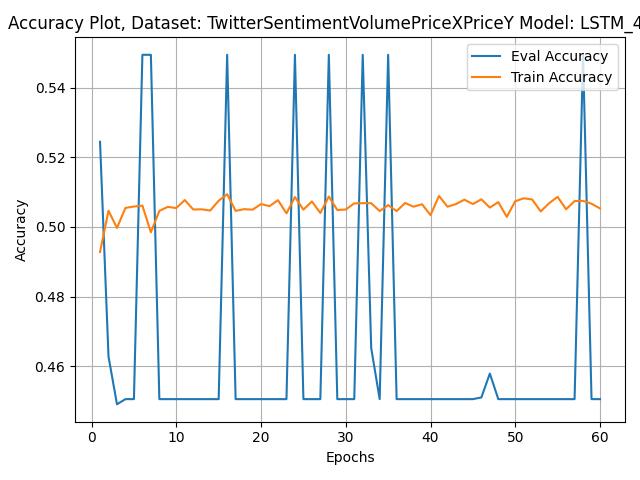 Accuracy Plot, Dataset: TwitterSentimentVolumePriceXPriceY Model: LSTM_4
Eval Accuracy
Train Accuracy
Accuracy
0.54
0.52
0.50
0.48
0.46
0 10 20 30 40 50 60
Epochs